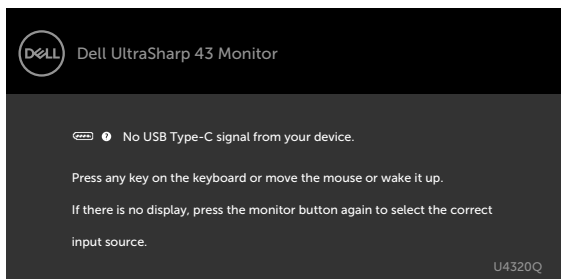 DELL Dell UltraSharp 43 Monitor
No USB Type-C signal from your device.
Press any key on the keyboard or move the mouse or wake it up.
If there is no display, press the monitor button again to select the correct
input source.
U4320Q